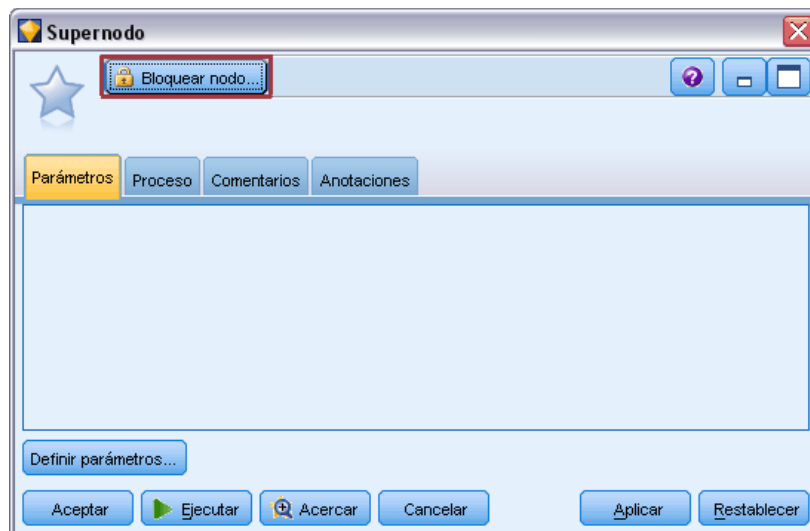 Supernodo
Bloquear nodo...
Parámetros Proceso Comentarios Anotaciones
Definir parámetros...
Aceptar Ejecutar Acercar Cancelar Aplicar Restablecer